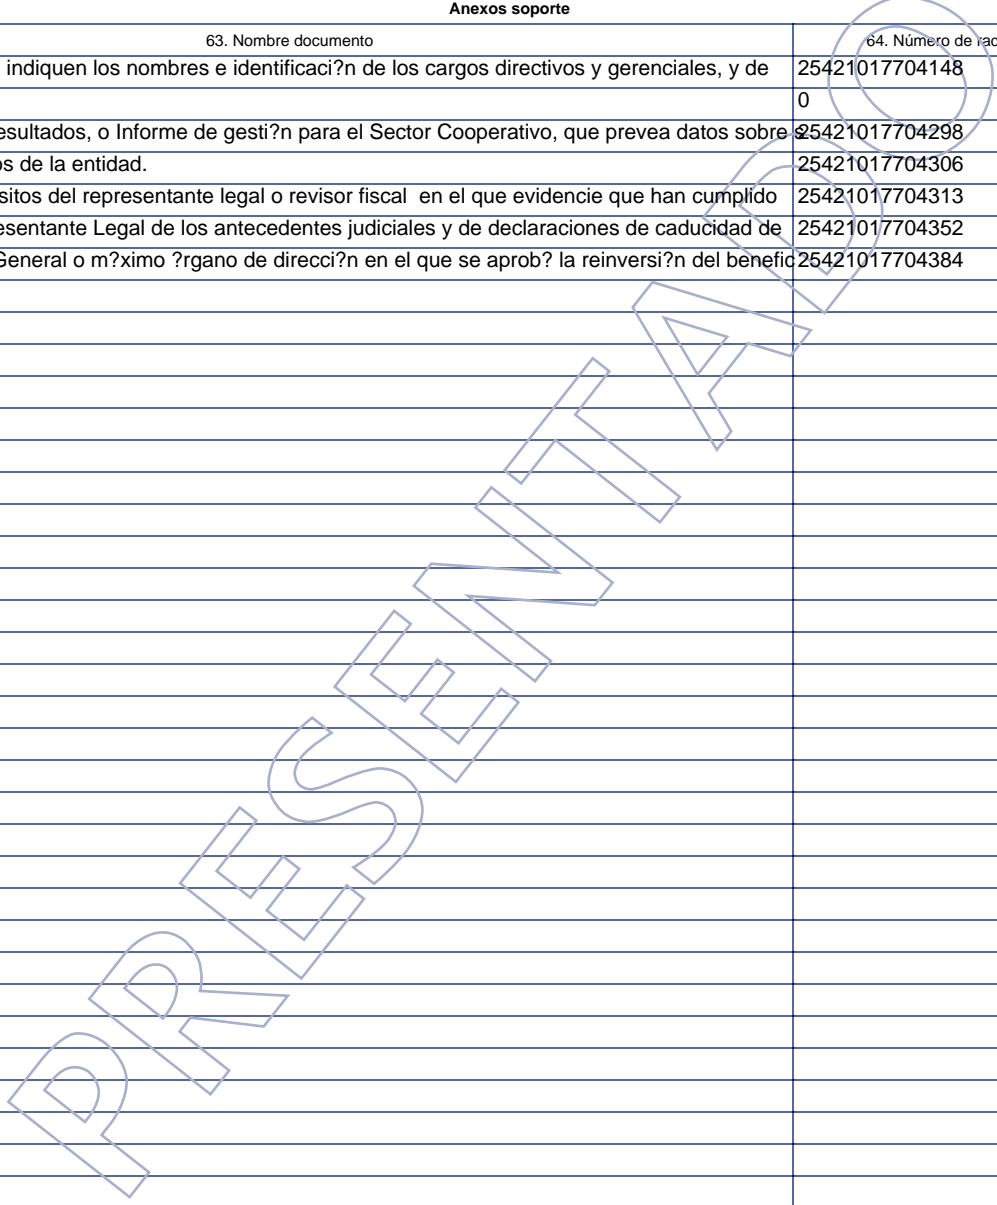 Anexos soporte
63. Nombre documento 64. Número de
indiquen los nombres e identificaci?n de los cargos directivos y gerenciales, y de 25421017704148
0
esultados, o Informe de gesti?n para el Sector Cooperativo, que prevea datos sobre 25421017704298
os de la entidad. 25421017704306
sitos del representante legal o revisor fiscal en el que evidencie que han cumplido 25421017704313
esentante Legal de los antecedentes judiciales y de declaraciones de caducidad de 25421017704352
General o m?ximo ?rgano de direcci?n en el que se aprob? la reinversi?n del benefic 25421017704384
PRESENTADO